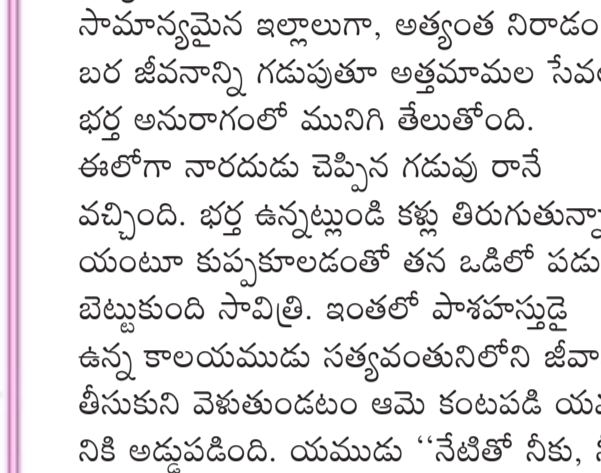 సామాన్యమైన ఇల్లాలుగా, అత్యంత నిరాడం
బర జీవనాన్ని గడుపుతూ అత్తమామల సేవల
భర్త అనురాగంలో మునిగి తేలుతోంది.
ఈలోగా నారదుడు చెప్పిన గడువు రానే
వచ్చింది. భర్త ఉన్నట్లుండి కళ్లు తిరుగుతున్నా
యంటూ కుప్పకూలడంతో తన ఒడిలో పడు
బెట్టుకుంది సావిత్రి. ఇంతలో పాశహస్తుడై
ఉన్న కాలయముడు సత్యవంతునిలోని జీవా
తీసుకుని వెళుతుండటం ఆమె కంటపడి యమ
నికి అడ్డుపడింది. యముడు ‘‘నేటితో నీకు,